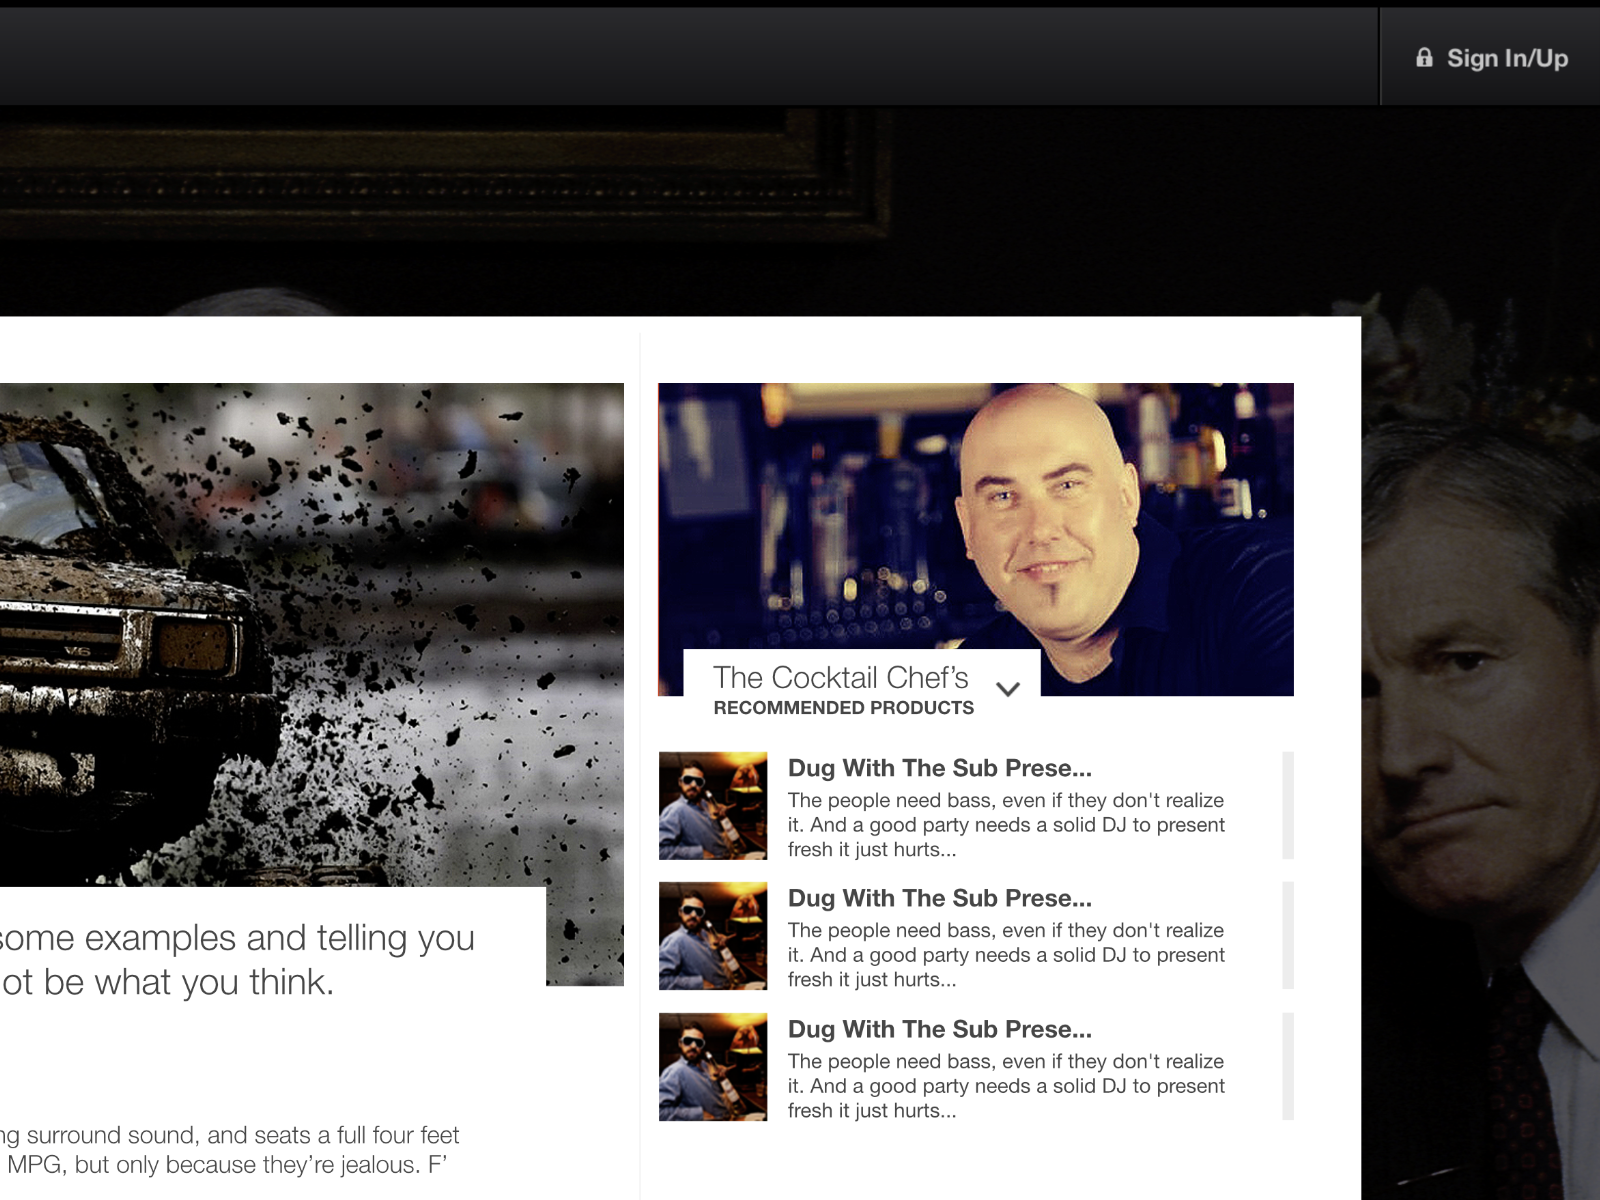 Sign In/Up
V6
some examples and telling you
ot be what you think.
ng surround sound, and seats a full four feet
MPG, but only because they're jealous. F'
The Cocktail Chef's
RECOMMENDED PRODUCTS
Dug With The Sub Prese...
The people need bass, even if they don't realize
it. And a good party needs a solid DJ to present
fresh it just hurts...
Dug With The Sub Prese...
The people need bass, even if they don't realize
it. And a good party needs a solid DJ to present
fresh it just hurts...
Dug With The Sub Prese...
The people need bass, even if they don't realize
it. And a good party needs a solid DJ to present
fresh it just hurts...